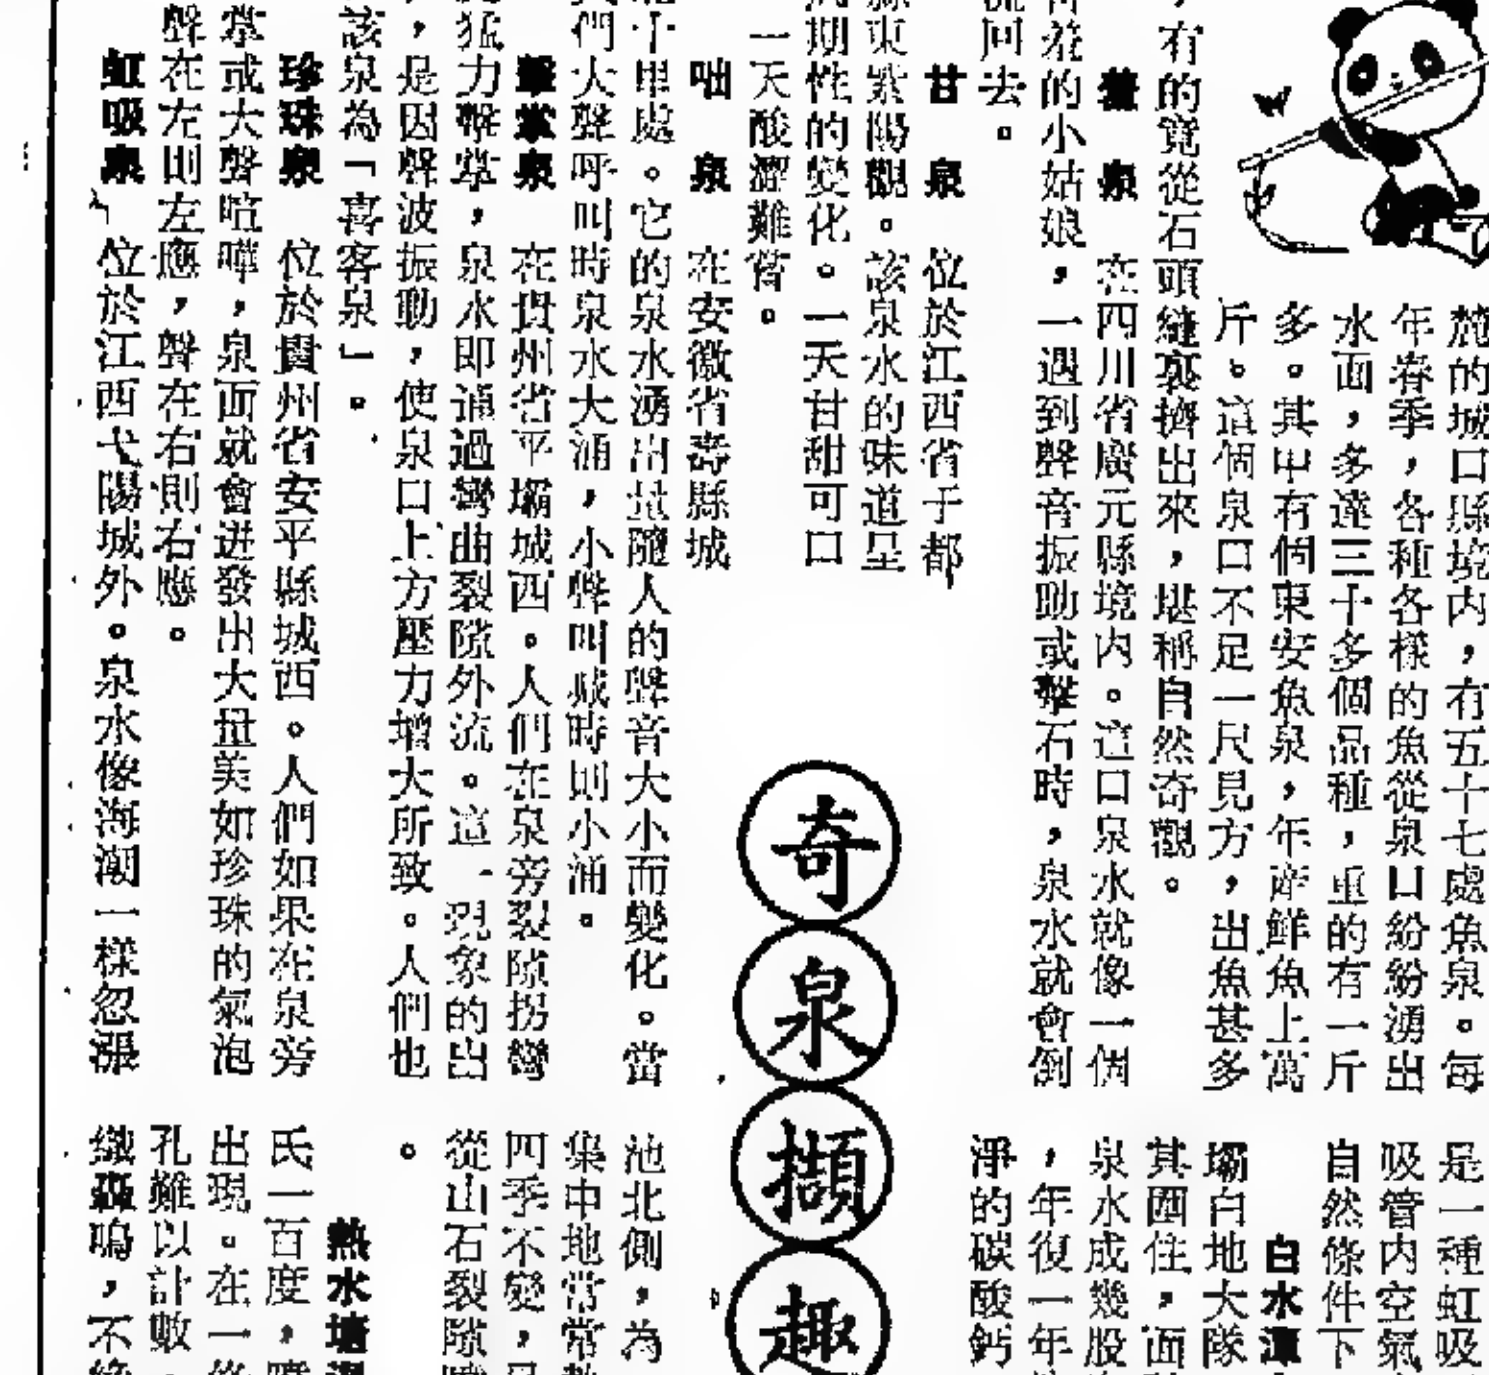 麓的城口縣境内，有五十七處魚泉。每
年春季，各種各樣的魚從泉口紛紛湧出
水面，多達三十多個品種，重的有一斤
多。其中有個東安魚泉，年產鮮魚上萬
斤。這個泉口不足一尺見方，出魚甚多
，有的竟從石頭縫裏擠出來，堪稱自然奇觀。
羞 泉 在四川省廣元縣境内。這口泉水就像一個
害羞的小姑娘，一遇到聲音振動或擊石時，泉水就會倒
流回去。
甘 泉 位於江西省于都
縣東紫陽觀。該泉水的味道呈
周期性的變化。一天甘甜可口
一天酸澀難嘗。
咄 泉 在安徽省壽縣城
北十里處。它的泉水湧出量隨人的聲音大小而變化。當
們大聲呼叫時泉水大涌，小聲叫喊時則小涌。
擊掌泉 在貴州省平壩城西。人們在泉旁裂隙拐彎
猛力擊掌，泉水即通過彎曲裂隙外流。這一現象的出
，是因聲波振動，使泉口上方壓力增大所致。人們也
該泉為「喜客泉」。
珍珠泉 位於貴州省安平縣城西。人們如果在泉旁
掌或大聲喧嘩，泉面就會迸發出大量美如珍珠的氣泡
聲在左則左應，聲在右則右應。
虹吸泉 位於江西弋陽城外。泉水像海潮一樣忽漲
奇泉擷趣
是一種虹吸
吸管内空氣
自然條件下
白水潭
壩白地大隊
其圍住，面
泉水成幾股
，年復一年
淨的碳酸鈣
池北側，為
集中地常常
四季不變，
從山石裂隙
。
熱水塘
氏一百度，
出現。在一
孔難以計數
轟鳴，不